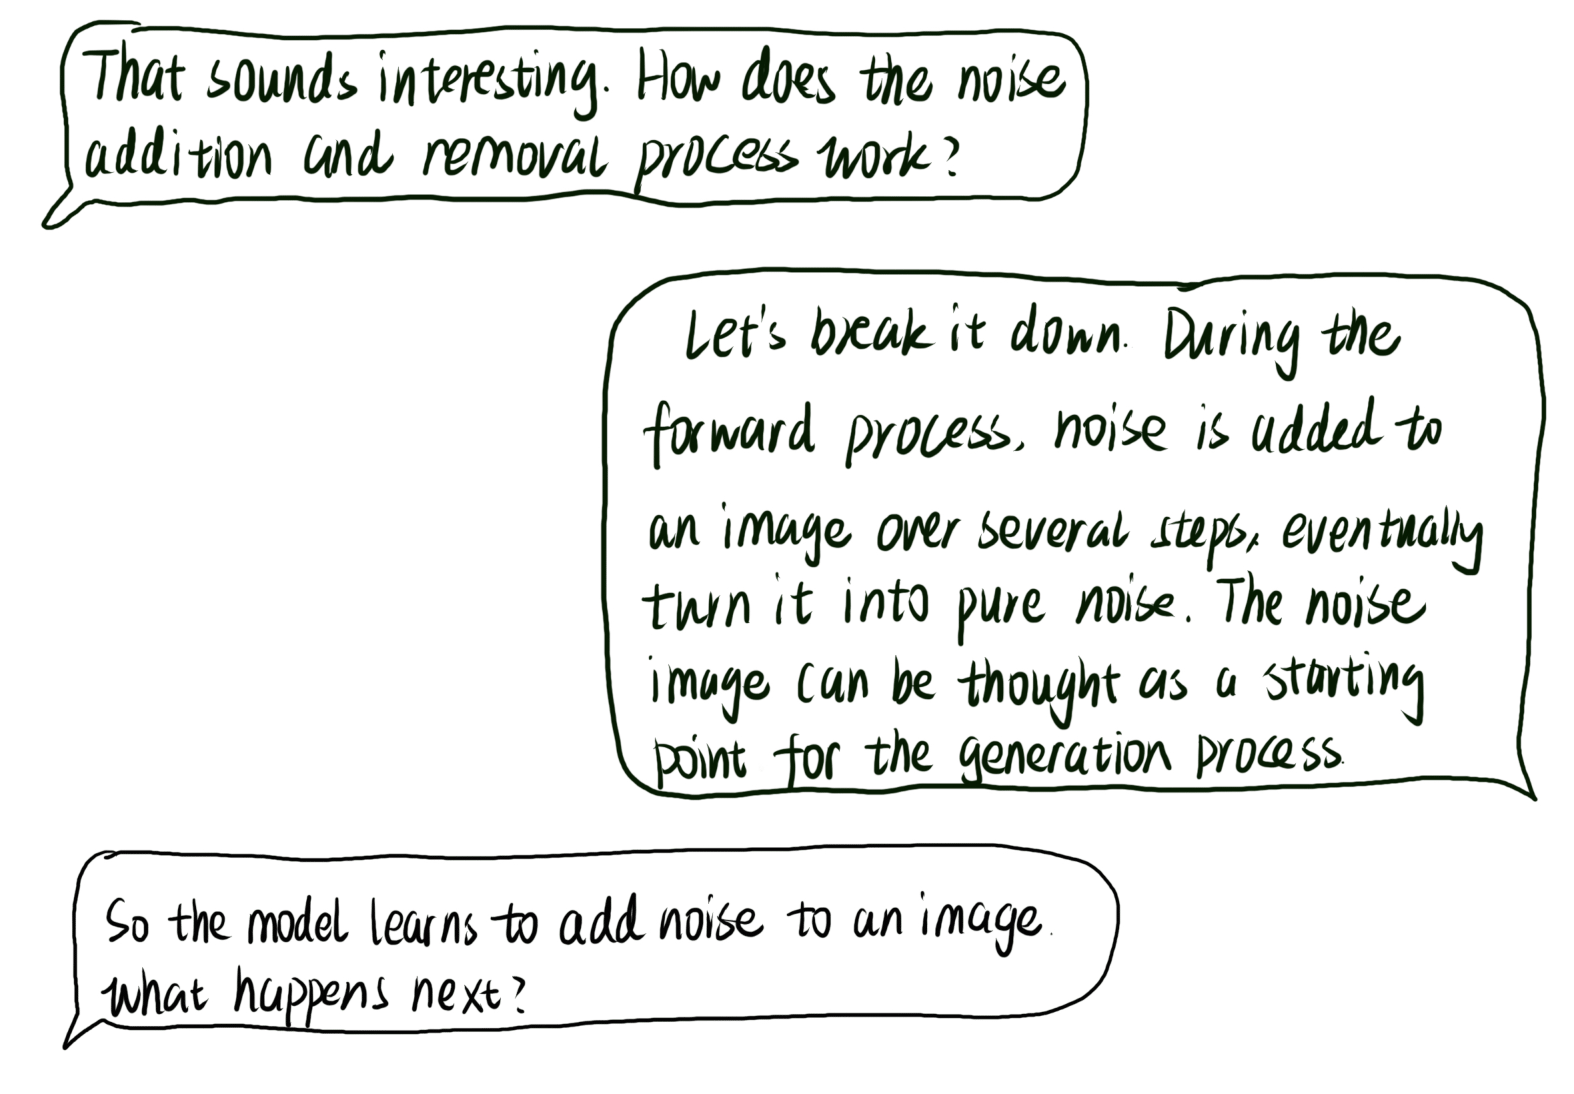 That sounds interesting. How does the noise
addition and removal process work?
Let's break it down. During the
forward process, noise is added to
an image over several steps, eventually
turn it into pure noise. The noise
image can be thought as a starting
point for the generation process.
So the model learns to add noise to an image.
what happens next?